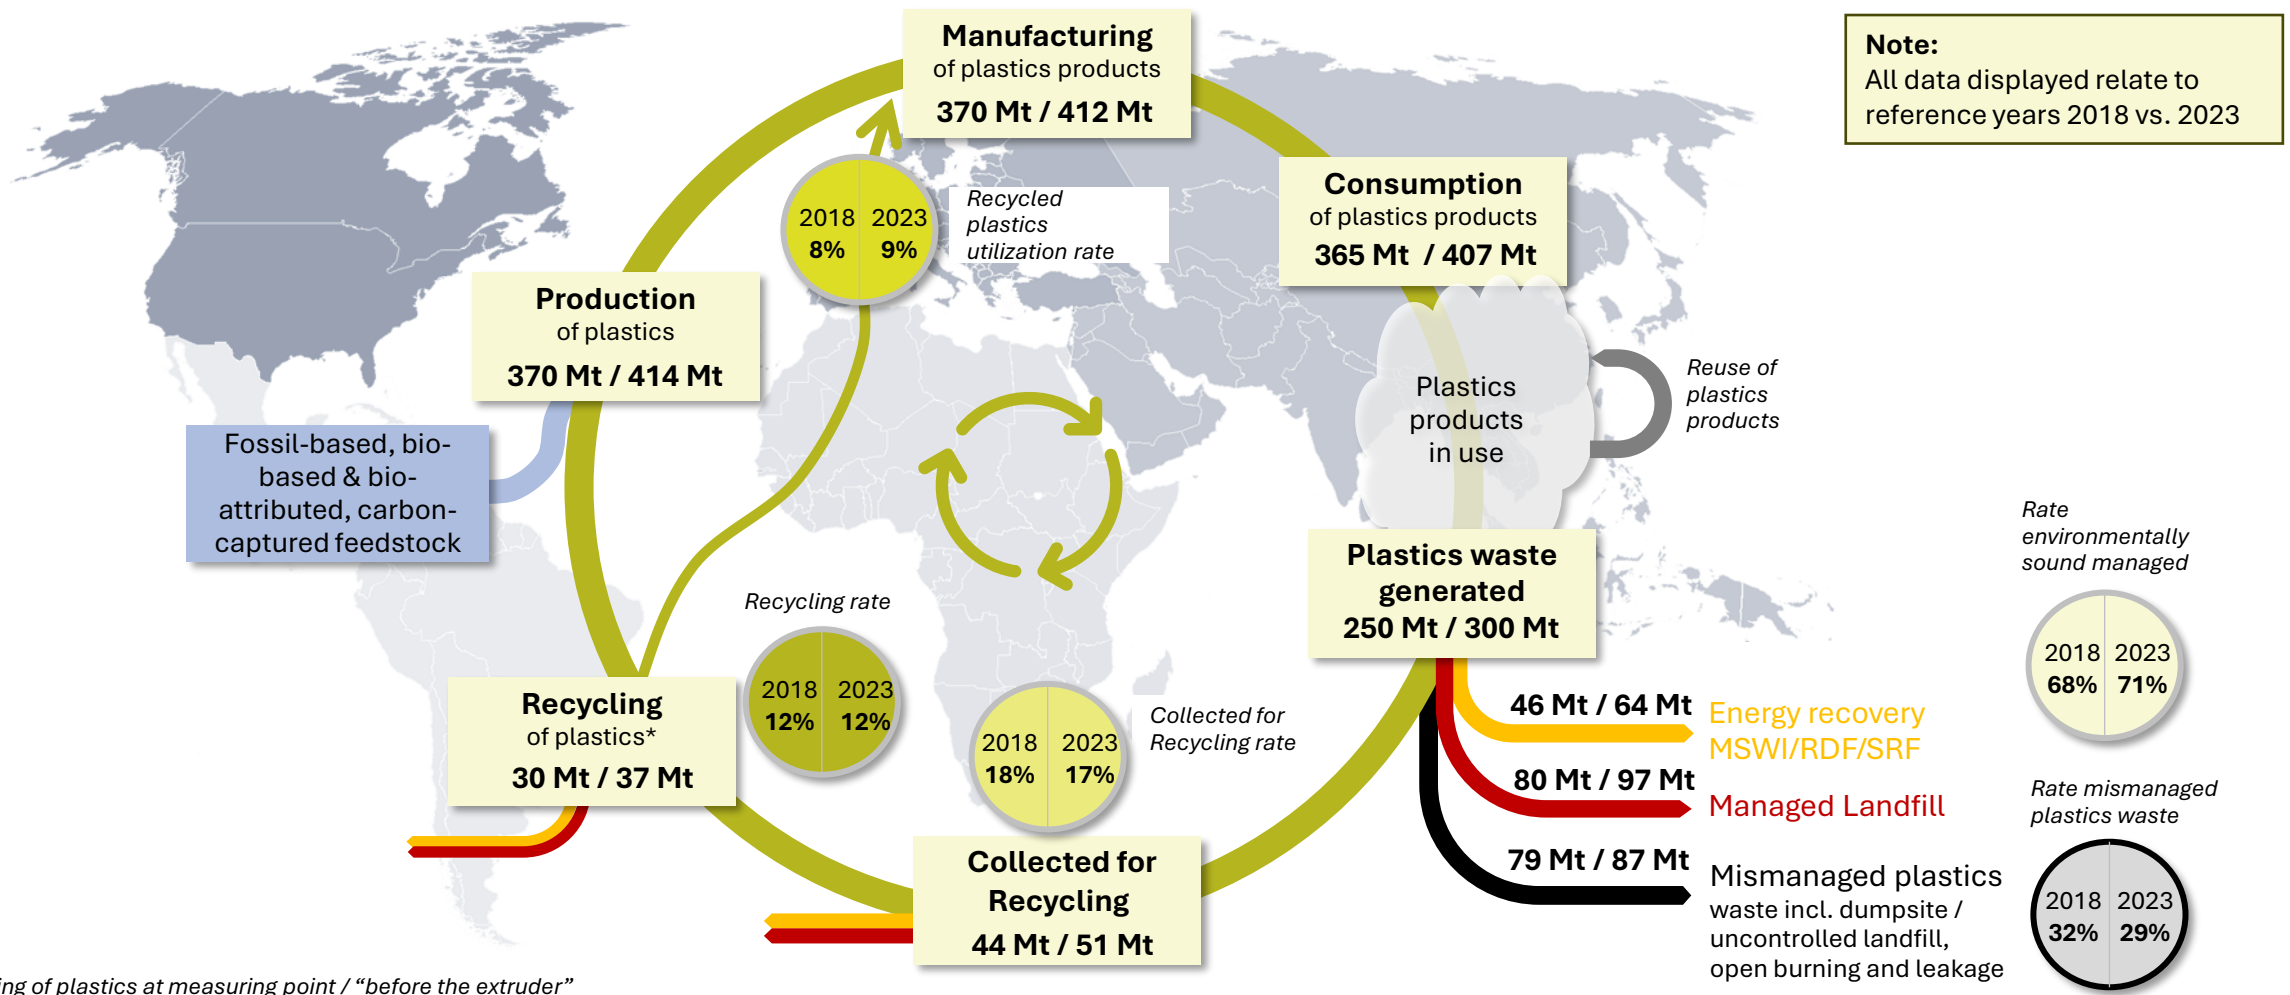 Manufacturing
of plastics products
370 Mt / 412 Mt
Note:
All data displayed relate to
reference years 2018 vs. 2023
Consumption
of plastics products
365 Mt / 407 Mt
2018 2023
8% 9%
Recycled
plastics
utilization rate
Production
of plastics
370 Mt / 414 Mt
Fossil-based, bio-
based & bio-
attributed, carbon-
captured feedstock
Plastics
products
in use
Reuse of
plastics
products
Plastics waste
generated
250 Mt / 300 Mt
Rate
environmentally
sound managed
2018 2023
68% 71%
Recycling rate
2018 2023
12% 12%
Recycling
of plastics*
30 Mt / 37 Mt
2018 2023
18% 17%
Collected for
Recycling rate
46 Mt / 64 Mt
Energy recovery
MSWI/RDF/SRF
80 Mt / 97 Mt
Managed Landfill
79 Mt / 87 Mt
Mismanaged plastics
waste incl. dumpsite /
uncontrolled landfill,
open burning and leakage
Rate mismanaged
plastics waste
2018 2023
32% 29%
Collected for
Recycling
44 Mt / 51 Mt
of plastics at measuring point / “before the extruder”